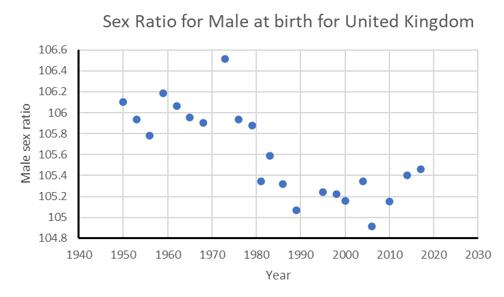 Sex Ratio for Male at birth for United Kingdom
106.6
106.4
106.2
106
105.8
105.6
105.4
105.2
105
104.8
Male sex ratio
1940 1950 1960 1970 1980 1990 2000 2010 2020 2030
Year